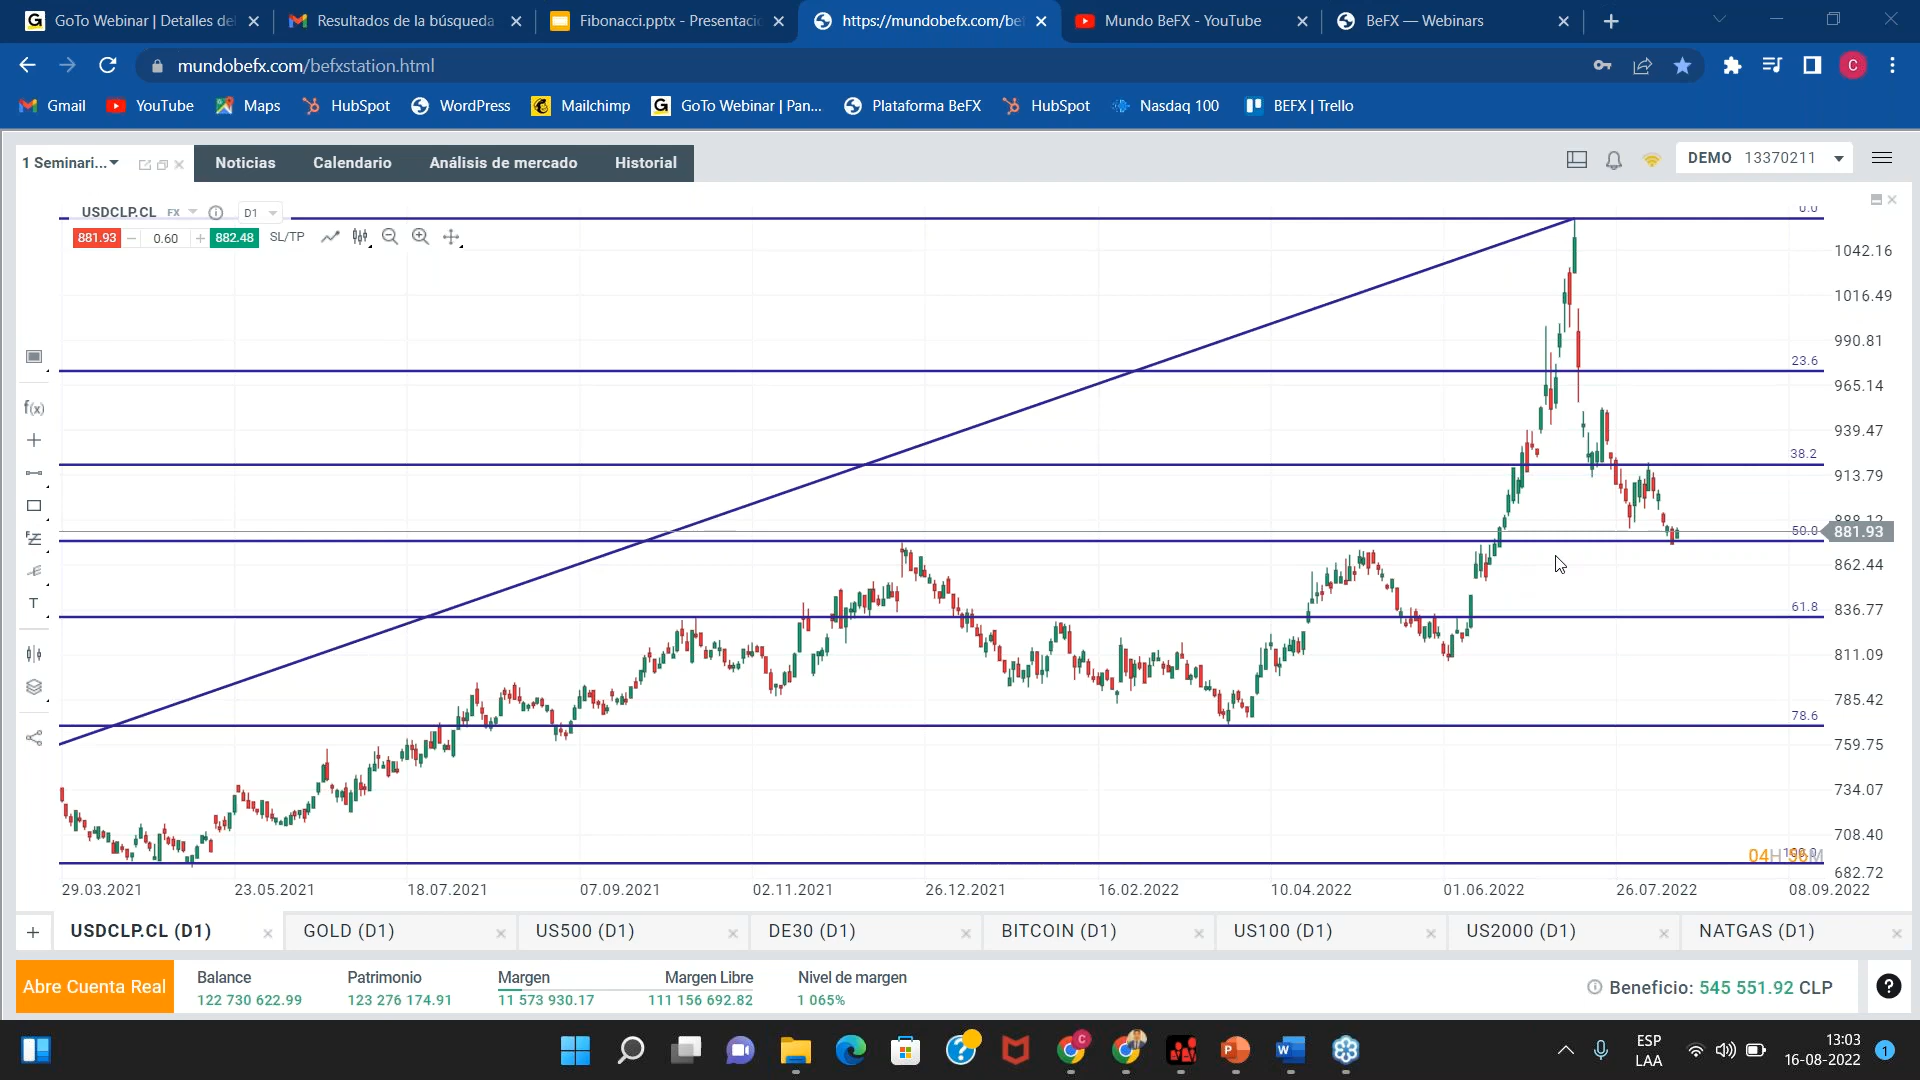 GoTo Webinar | Detalles del
Resultados de la búsqueda
Fibonacci.pptx - Presentació
https://mundobefx.com/bef
Mundo BeFX - YouTube
BeFX — Webinars
mundobefx.com/befxstation.html
C
Gmail
YouTube
Maps
HubSpot
WordPress
Mailchimp
GoTo Webinar | Pan...
Plataforma BeFX
HubSpot
Nasdaq 100
BEFX | Trello
1 Seminari...
Noticias
Calendario
Análisis de mercado
Historial
DEMO 13370211
USDCLP.CL FX
D1
881.93
0.60
882.48
SL/TP
0.0
1042.16
1016.49
990.81
23.6
965.14
939.47
38.2
913.79
888.12
50.0
881.93
862.44
61.8
836.77
811.09
78.6
785.42
759.75
734.07
708.40
100.0
682.72
f(x)
T
29.03.2021
23.05.2021
18.07.2021
07.09.2021
02.11.2021
26.12.2021
16.02.2022
10.04.2022
01.06.2022
26.07.2022
08.09.2022
USDCLP.CL (D1)
GOLD (D1)
US500 (D1)
DE30 (D1)
BITCOIN (D1)
US100 (D1)
US2000 (D1)
NATGAS (D1)
Abre Cuenta Real
Balance
122 730 622.99
Patrimonio
123 276 174.91
Margen
11 573 930.17
Margen Libre
111 156 692.82
Nivel de margen
1 065%
Beneficio: 545 551.92 CLP
ESP
LAA
13:03
16-08-2022
1